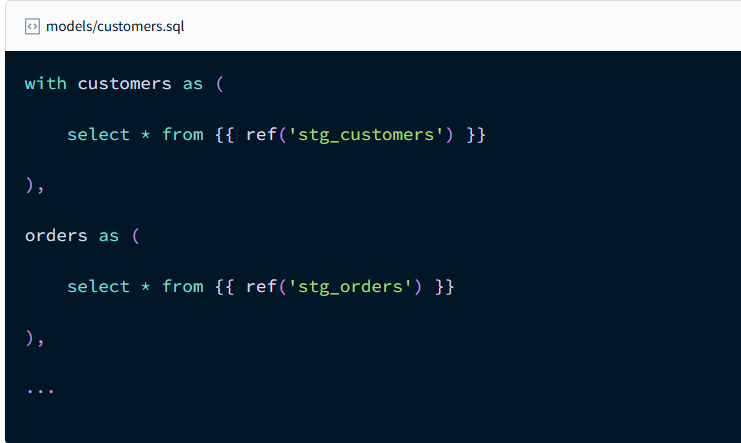 models/customers.sql
with customers as (
    select * from {{ ref('stg_customers') }}
),
orders as (
    select * from {{ ref('stg_orders') }}
),
...